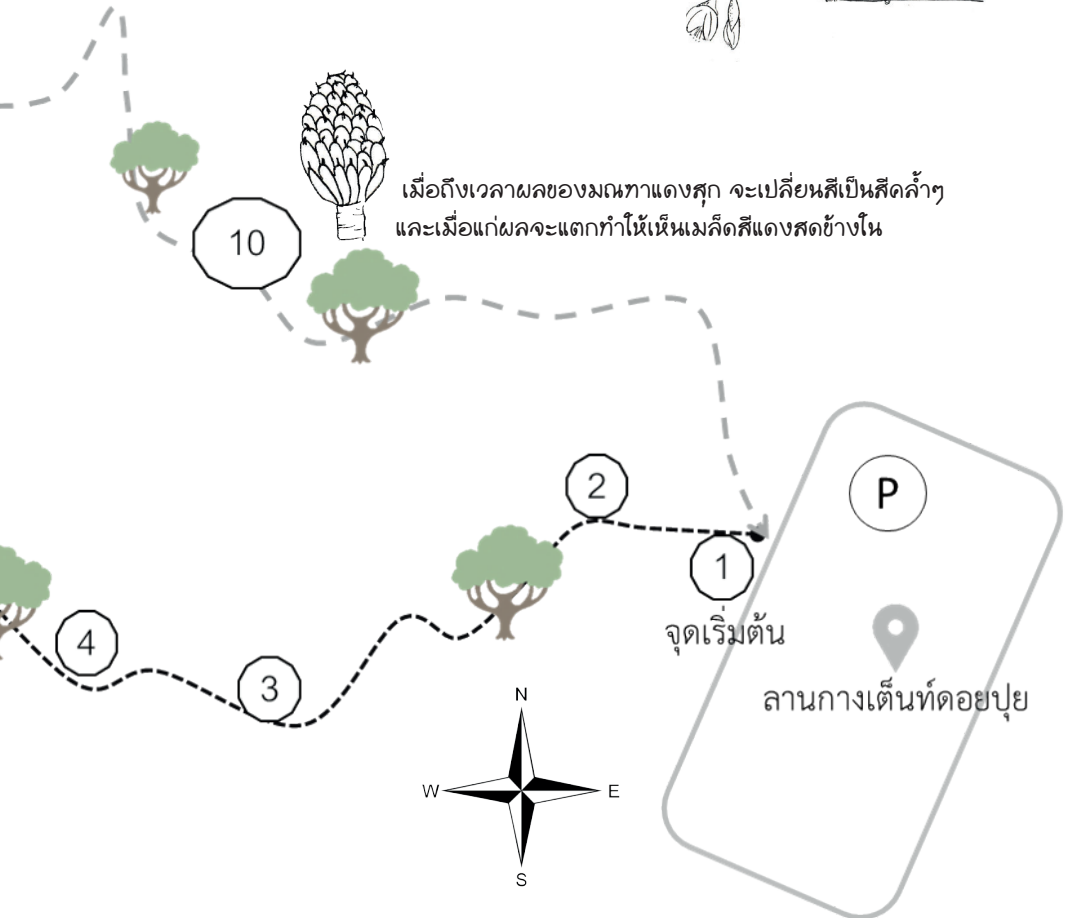 เมื่อถึงเวลาผลของมณฑาแดงสุก จะเปลี่ยนสีเป็นสีคล้ำๆ
และเมื่อแก่ผลจะแตกทำให้เห็นเมล็ดสีแดงสดข้างใน
10
P
2
1
จุดเริ่มต้น
4
3
ลานกางเต็นท์ดอยปุย
N
W
E
S